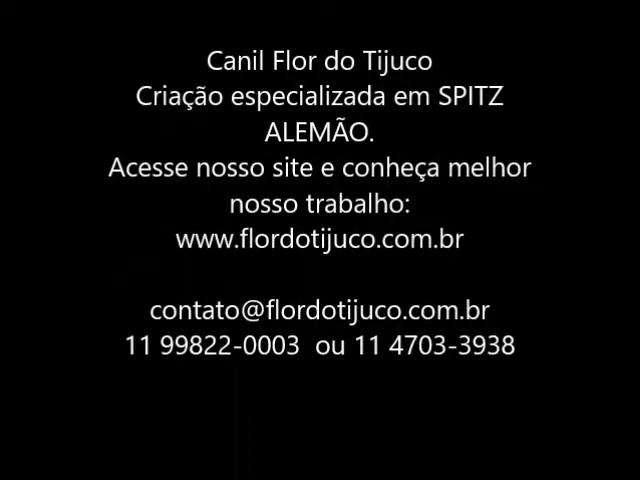 Canil Flor do Tijuco
Criação especializada em SPITZ
ALEMÃO.
Acesse nosso site e conheça melhor
nosso trabalho:
www.flordotijuco.com.br
contato@flordotijuco.com.br
11 99822-0003  ou 11 4703-3938